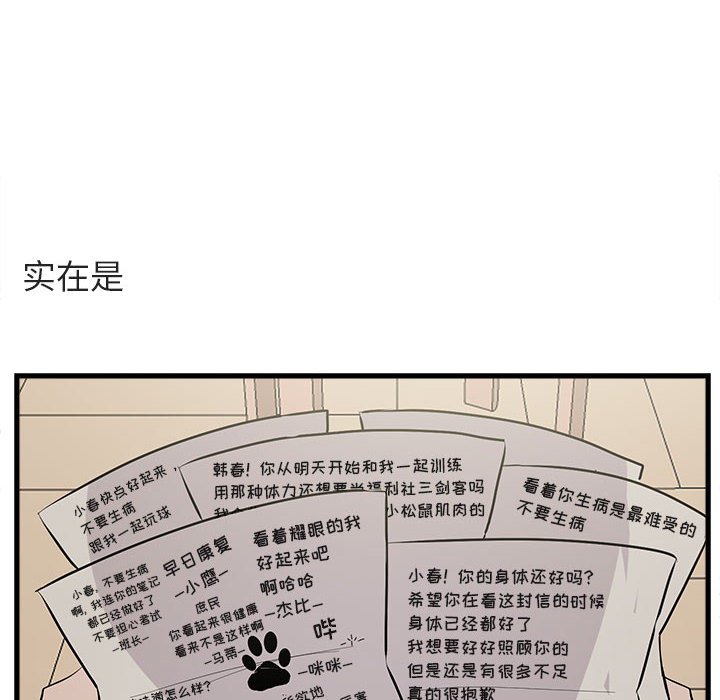 实在是
小春快点好起来，
不要生病
跟我一起玩球
韩春！你从明天开始和我一起训练
用那种体力还想要当福利社三剑客吗
小松鼠肌肉的
看着你生病是最难受的
不要生病
小春，不要生病
啊，我连你的笔记
都已经做好了
不要担心考试
—班长—
早日康复
—小鹰—
看着耀眼的我
好起来吧
啊哈哈
—杰比—
庶民
你看起来很健康
看来不是这样啊
—马蒂—
哔
—咪咪—
怎么样？
小春！你的身体还好吗？
希望你在看这封信的时候
身体已经都好了
我想要好好照顾你的
但是还是有很多不足
真的很抱歉